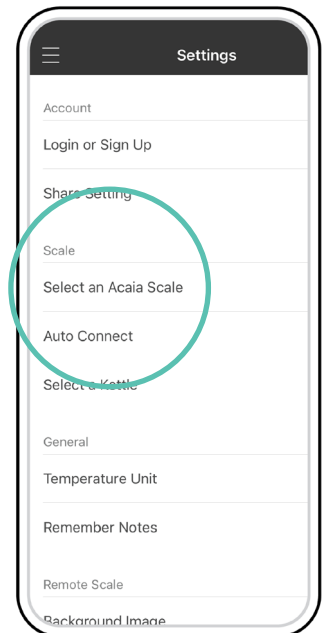 Settings
Account
Login or Sign Up
Share Setting
Scale
Select an Acaia Scale
Auto Connect
Select a Kettle
General
Temperature Unit
Remember Notes
Remote Scale
Background Image